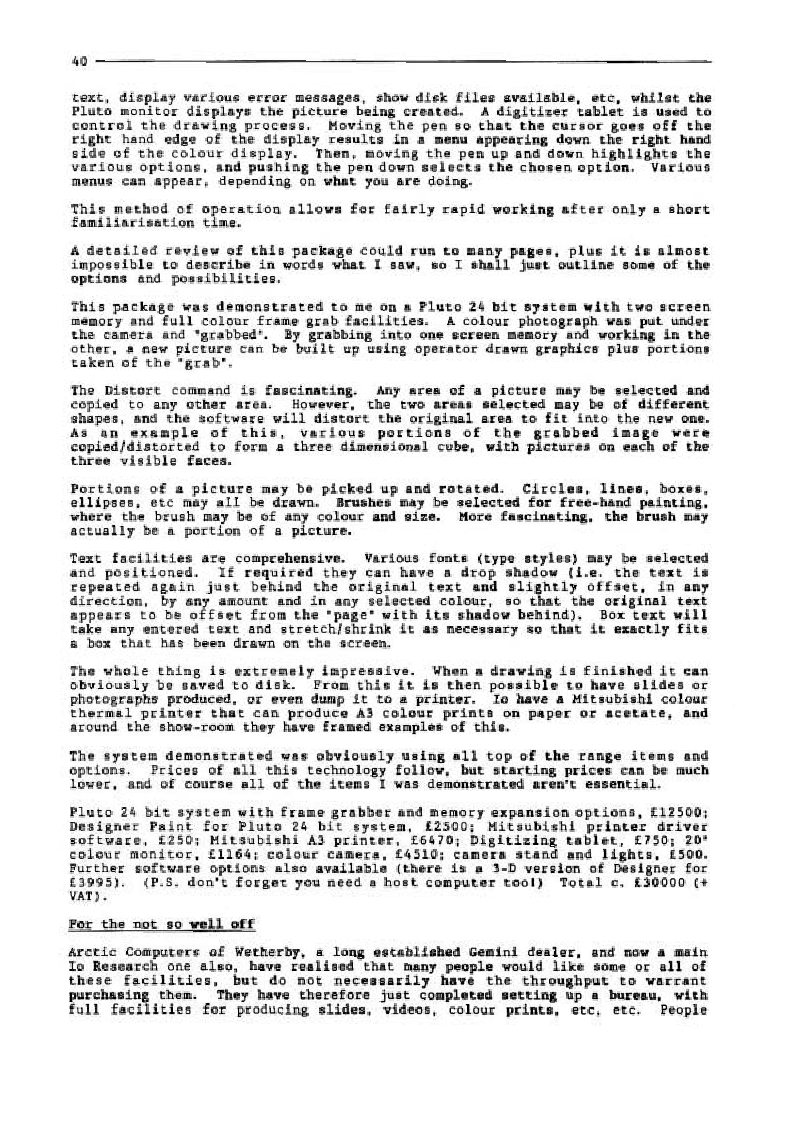 40
text, display various error messages, show disk files available, etc, whilst the
Pluto monitor displays the picture being created. A digitizer tablet is used to
control the drawing process. Moving the pen so that the cursor goes off the
right hand edge of the display results in a menu appearing down the right hand
side of the colour display. Then, moving the pen up and down highlights the
various options, and pushing the pen down selects the chosen option. Various
menus can appear, depending on what you are doing.
This method of operation allows for fairly rapid working after only a short
familiarisation time.
A detailed review of this package could run to many pages, plus it is almost
impossible to describe in words what I saw, so I shall just outline some of the
options and possibilities.
This package was demonstrated to me on a Pluto 24 bit system with two screen
memory and full colour frame grab facilities. A colour photograph was put under
the camera and "grabbed". By grabbing into one screen memory and working in the
other, a new picture can be built up using operator drawn graphics plus portions
taken of the "grab".
The Distort command is fascinating. Any area of a picture may be selected and
copied to any other area. However, the two areas selected may be of different
shapes, and the software will distort the original area to fit into the new one.
As an example of this, various portions of the grabbed image were
copied/distorted to form a three dimensional cube, with pictures on each of the
three visible faces.
Portions of a picture may be picked up and rotated. Circles, lines, boxes,
ellipses, etc may all be drawn. Brushes may be selected for free-hand painting,
where the brush may be of any colour and size. More fascinating, the brush may
actually be a portion of a picture.
Text facilities are comprehensive. Various fonts (type styles) may be selected
and positioned. If required they can have a drop shadow (i.e. the text is
repeated again just behind the original text and slightly offset, in any
direction, by any amount and in any selected colour, so that the original text
appears to be offset from the "page" with its shadow behind). Box text will
take any entered text and stretch/shrink it as necessary so that it exactly fits
a box that has been drawn on the screen.
The whole thing is extremely impressive. When a drawing is finished it can
obviously be saved to disk. From this it is then possible to have slides or
photographs produced, or even dump it to a printer. Io have a Mitsubishi colour
thermal printer that can produce A3 colour prints on paper or acetate, and
around the show-room they have framed examples of this.
The system demonstrated was obviously using all top of the range items and
options. Prices of all this technology follow, but starting prices can be much
lower, and of course all of the items I was demonstrated aren't essential.
Pluto 24 bit system with frame grabber and memory expansion options, £12500;
Designer Paint for Pluto 24 bit system, £2500; Mitsubishi printer driver
software, £250; Mitsubishi A3 printer, £6470; Digitizing tablet, £750; 20"
colour monitor, £1164; colour camera, £4510; camera stand and lights, £500.
Further software options also available (there is a 3-D version of Designer for
£3995). (P.S. don't forget you need a host computer too!) Total c. £30000 (+
VAT).
For the not so well off
Arctic Computers of Wetherby, a long established Gemini dealer, and now a main
Io Research one also, have realised that many people would like some or all of
these facilities, but do not necessarily have the throughput to warrant
purchasing them. They have therefore just completed setting up a bureau, with
full facilities for producing slides, videos, colour prints, etc, etc. People